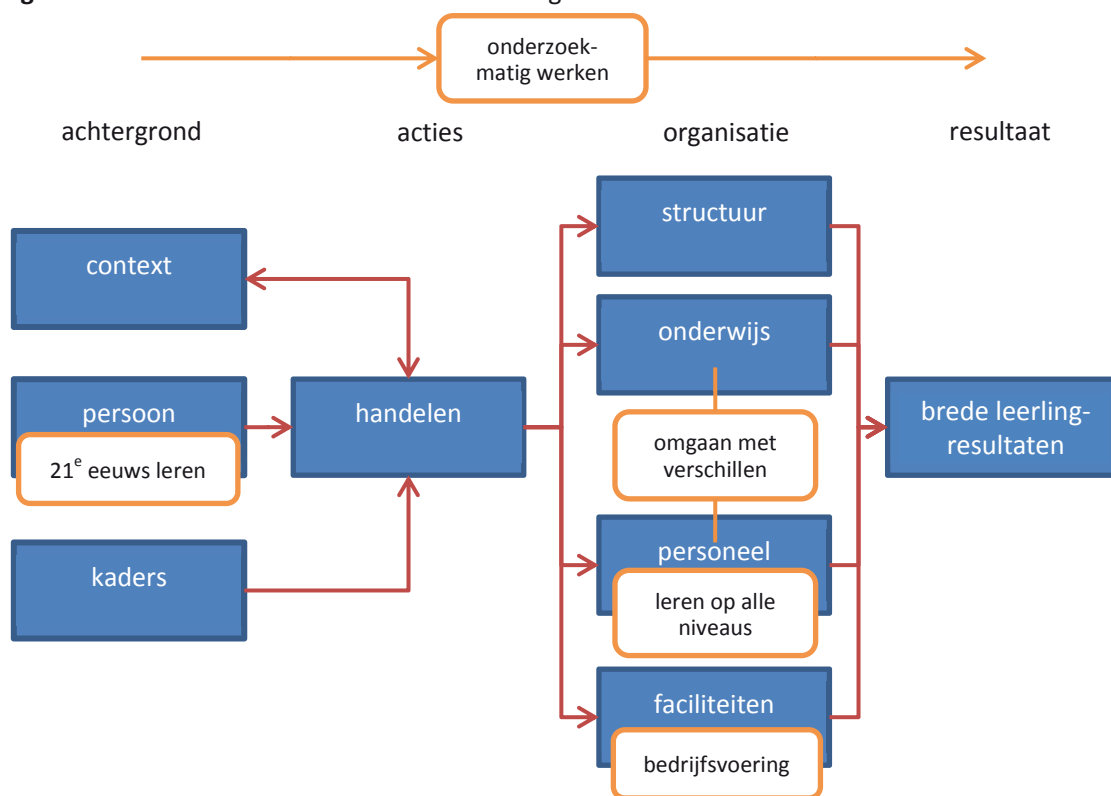 onderzoek-
matig werken
achtergrond acties organisatie resultaat
structuur
context
onderwijs
persoon
21e eeuws leren
handelen
brede leerling-
resultaten
omgaan met
verschillen
kaders
personeel
leren op alle
niveaus
faciliteiten
bedrijfsvoering